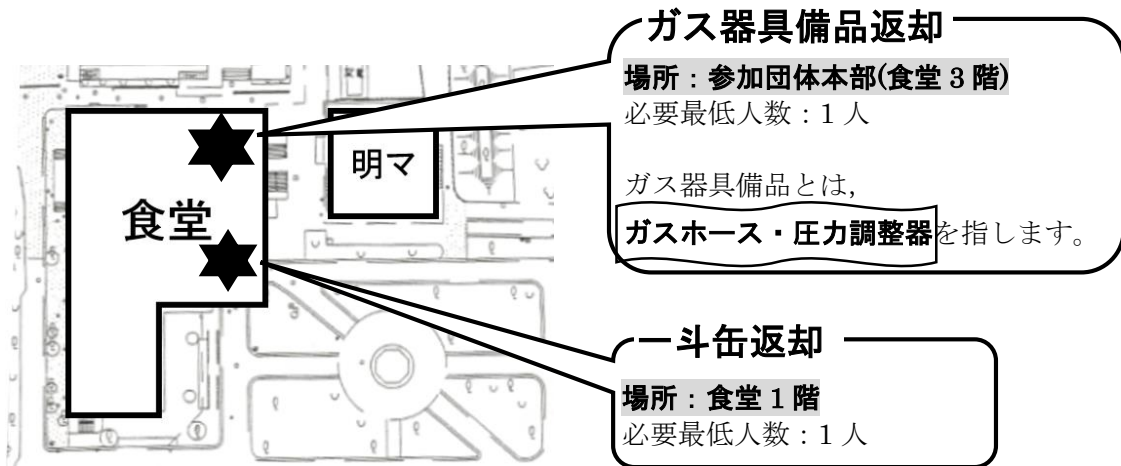 ガス器具備品返却
場所：参加団体本部(食堂 3 階)
必要最低人数：1 人
ガス器具備品とは,
ガスホース・圧力調整器を指します。
明マ
食堂
一斗缶返却
場所：食堂 1 階
必要最低人数：1 人